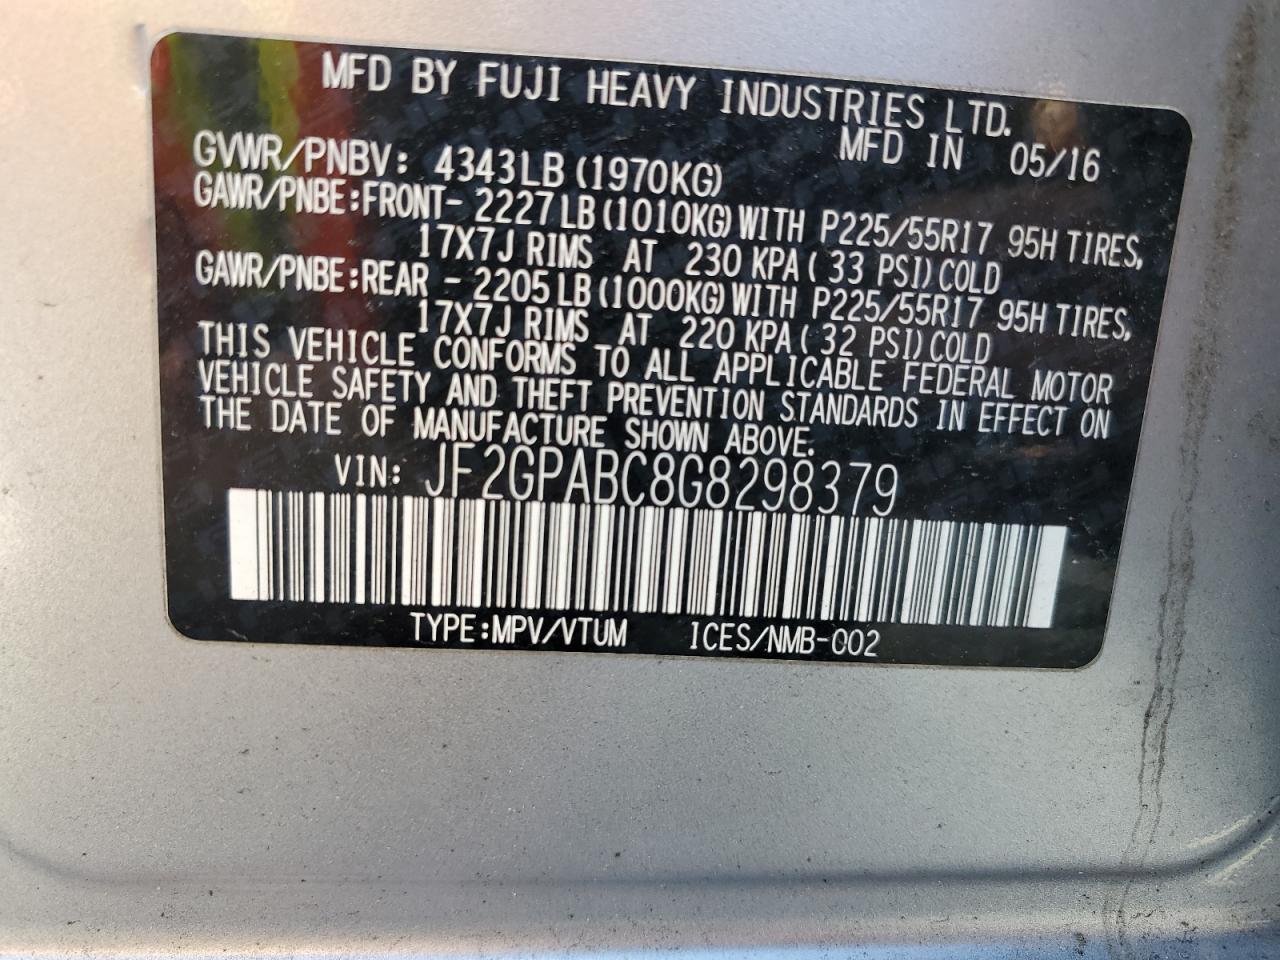 MFD BY FUJI HEAVY INDUSTRIES LTD.
MFD IN 05/16
GVWR/PNBV: 4343LB (1970KG)
GAWR/PNBE:FRONT- 2227LB(1010KG)WITH P225/55R17 95H TIRES,
17X7J RIMS AT 230 KPA( 33 PSI)COLD
GAWR/PNBE:REAR - 2205LB(1000KG)WITH P225/55R17 95H TIRES,
17X7J RIMS AT 220 KPA( 32 PSI)COLD
THIS VEHICLE CONFORMS TO ALL APPLICABLE FEDERAL MOTOR
VEHICLE SAFETY AND THEFT PREVENTION STANDARDS IN EFFECT ON
THE DATE OF MANUFACTURE SHOWN ABOVE.
VIN: JF2GPABC8G8298379
TYPE:MPV/VTUM ICES/NMB-002